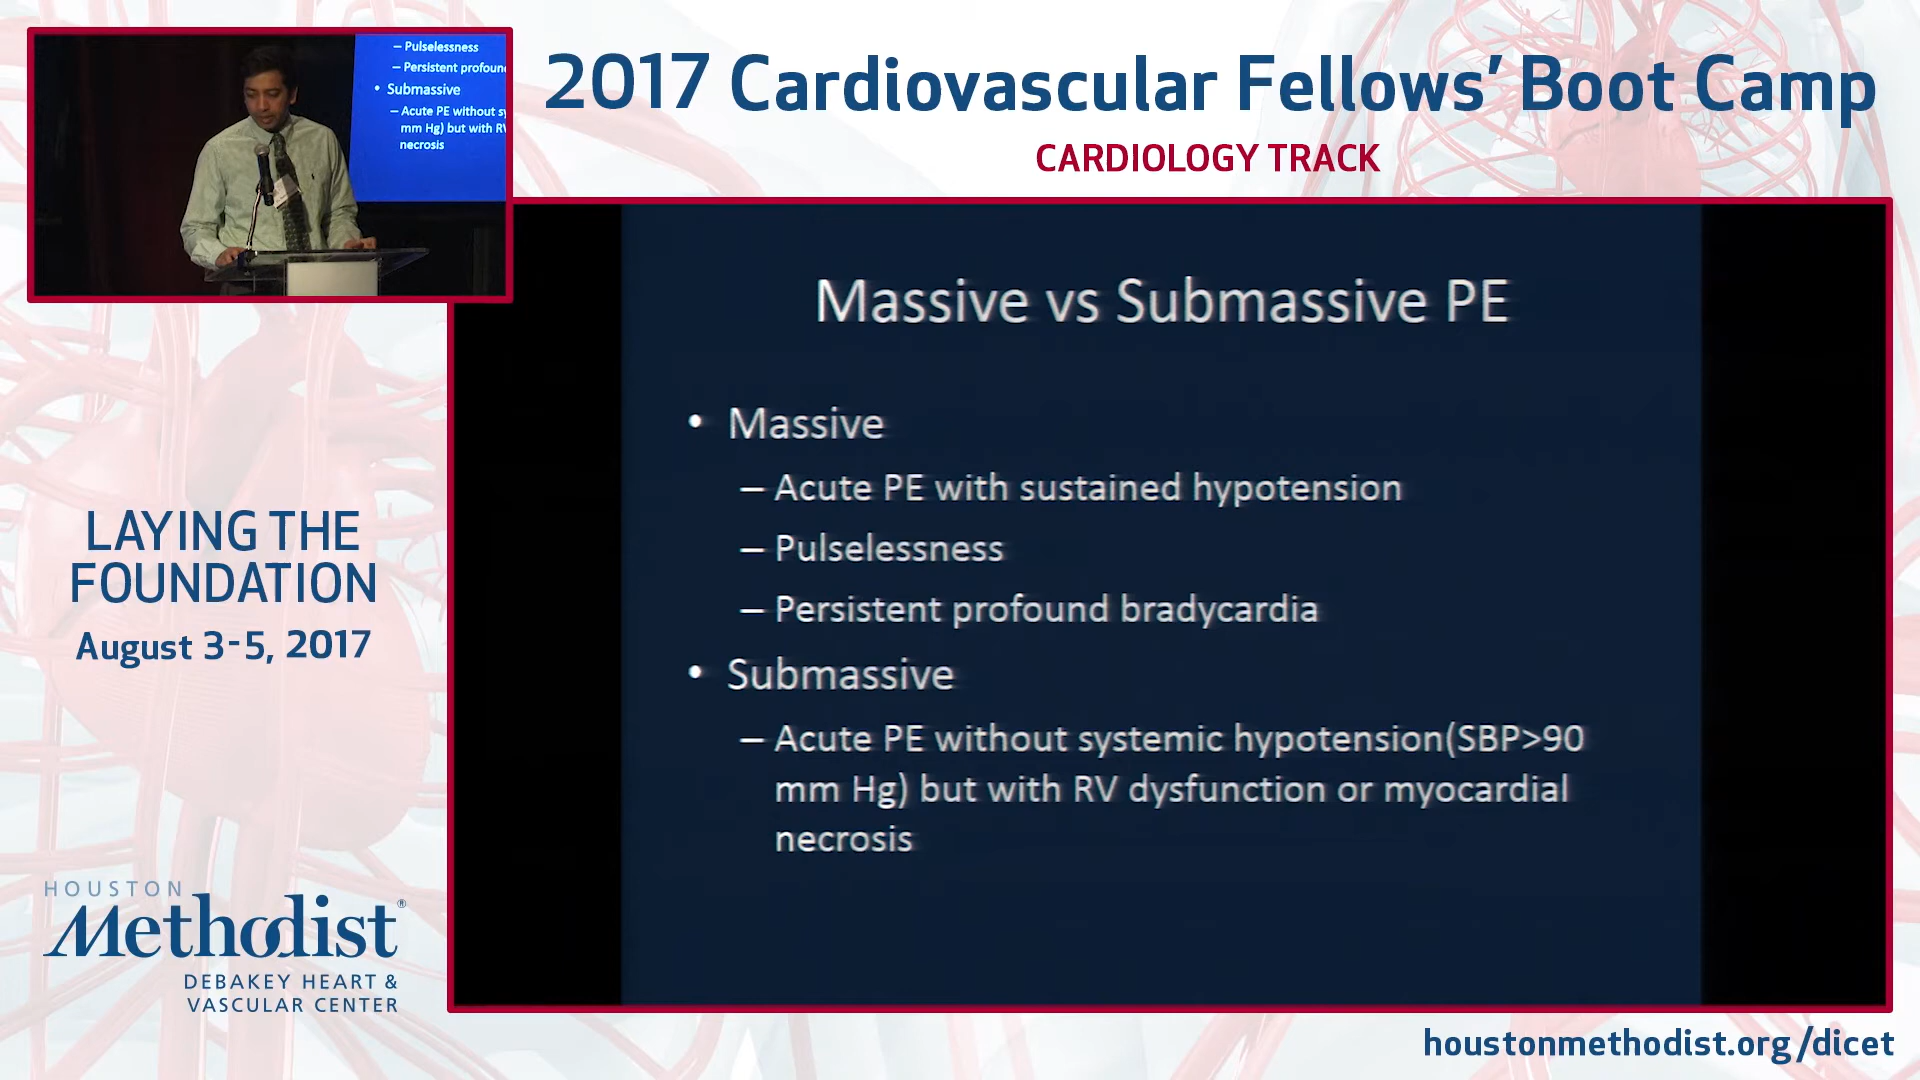 – Pulselessness
– Persistent profoun
• Submassive
– Acute PE without sy
mm Hg) but with RV
necrosis
2017 Cardiovascular Fellows’ Boot Camp
CARDIOLOGY TRACK
Massive vs Submassive PE
• Massive
– Acute PE with sustained hypotension
– Pulselessness
– Persistent profound bradycardia
• Submassive
– Acute PE without systemic hypotension(SBP>90
mm Hg) but with RV dysfunction or myocardial
necrosis
LAYING THE
FOUNDATION
August 3-5, 2017
HOUSTON
Methodist®
DEBAKEY HEART &
VASCULAR CENTER
houstonmethodist.org/dicet